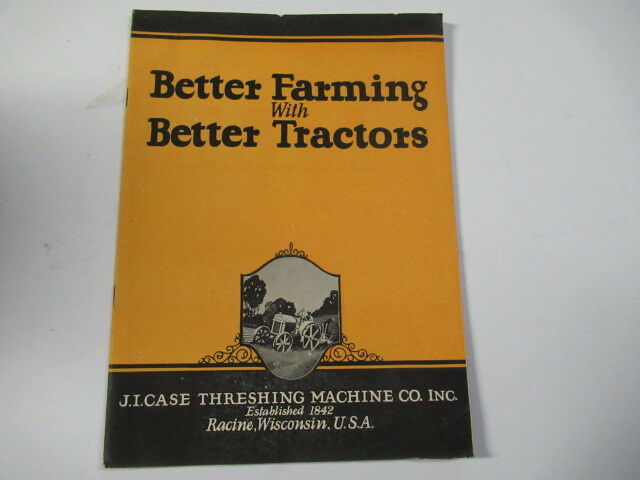 Better Farming
With
Better Tractors
J.I.CASE THRESHING MACHINE CO. INC.
Established 1842
Racine, Wisconsin, U.S.A.